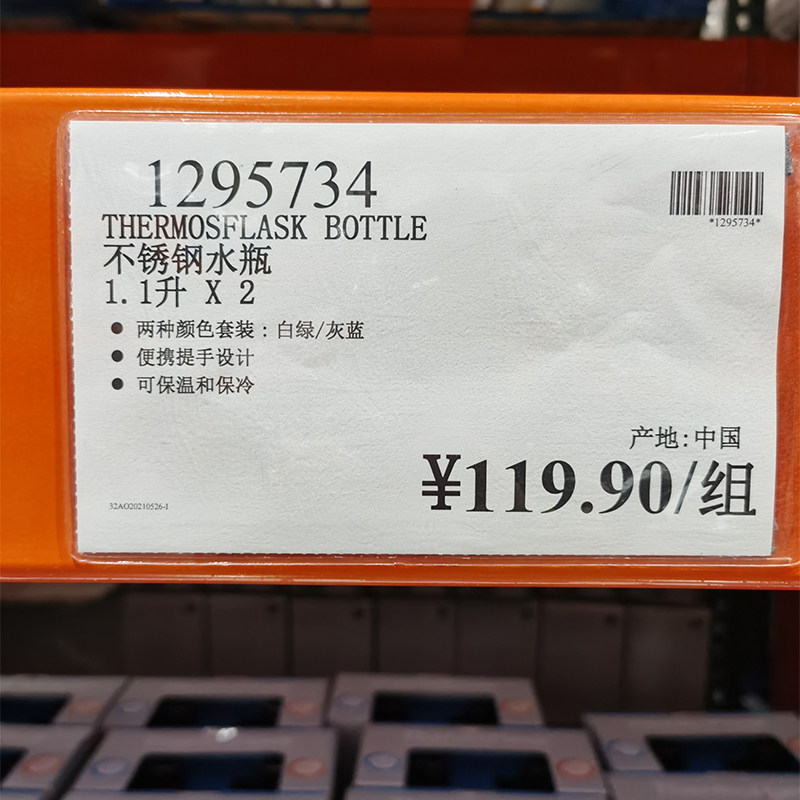 1295734
*1295734*
THERMOSFLASK BOTTLE
不锈钢水瓶
1.1升 X 2
● 两种颜色套装：白绿/灰蓝
● 便携提手设计
● 可保温和保冷
产地:中国
¥119.90/组
32AO20210526-1